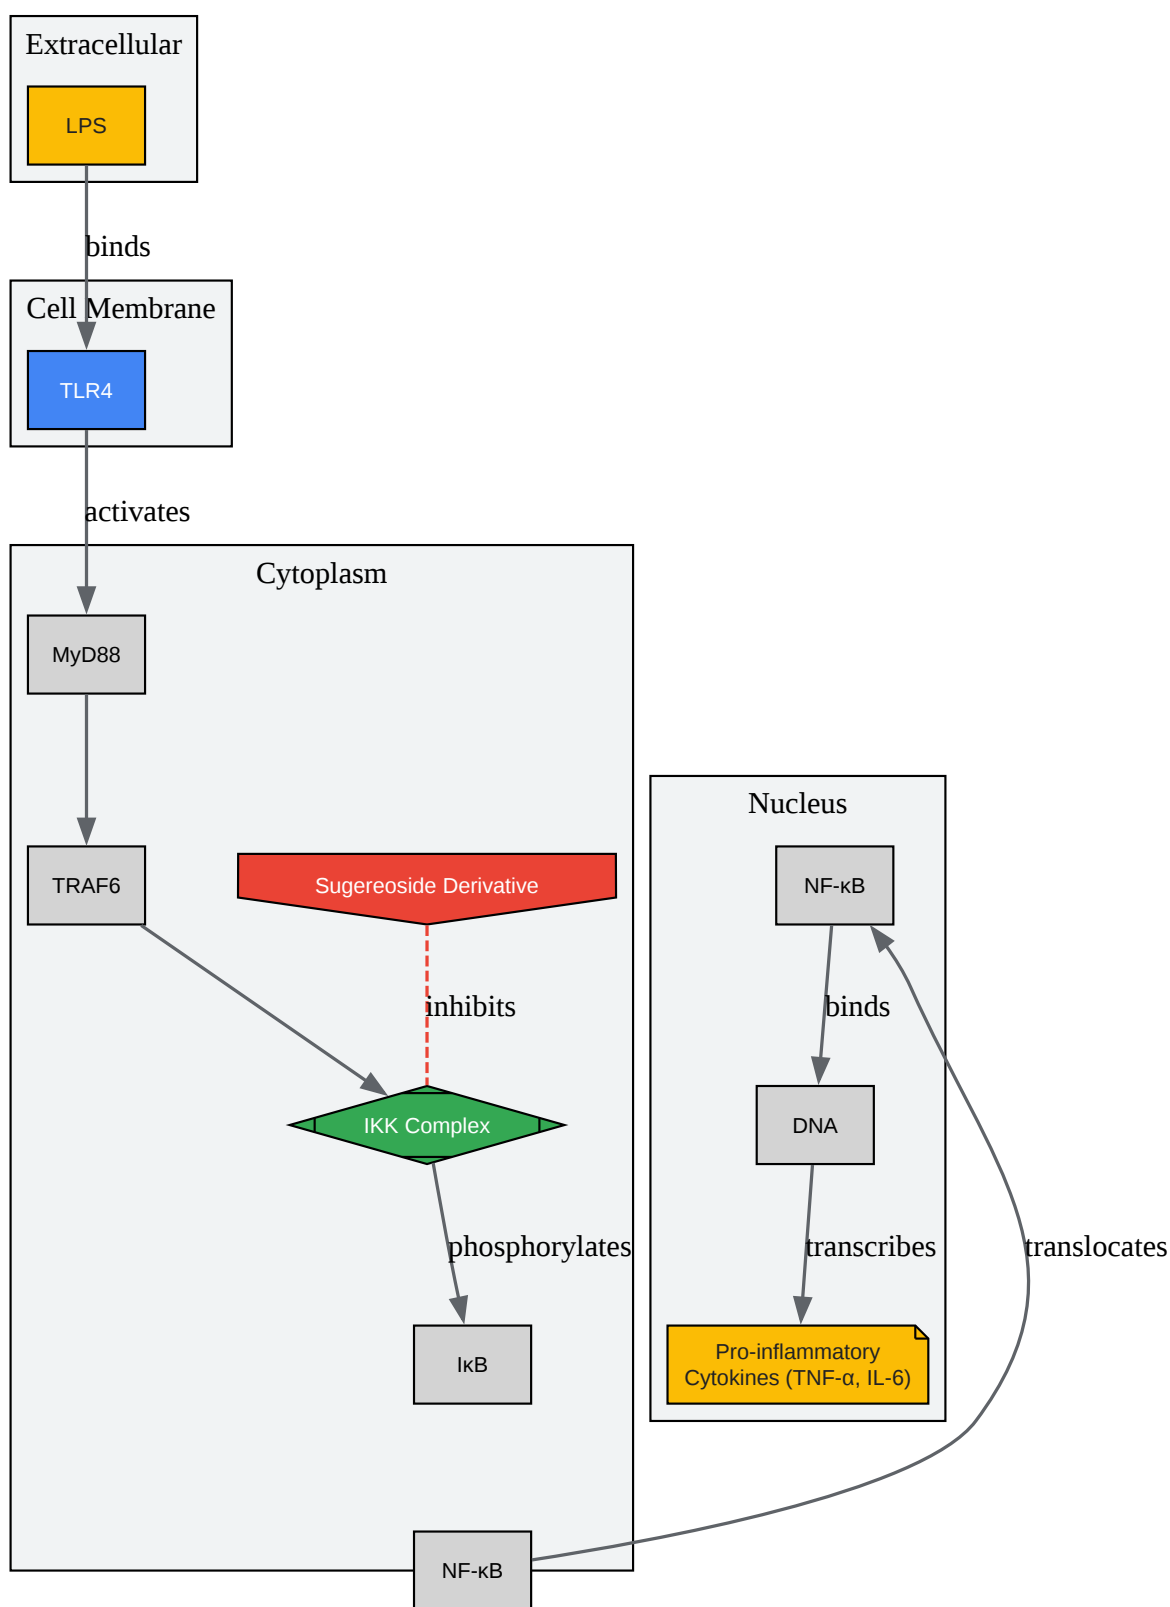 Extracellular
LPS
binds
Cell Membrane
TLR4
activates
Cytoplasm
MyD88
TRAF6
Sugereoside Derivative
inhibits
IKK Complex
phosphorylates
IκB
NF-κB
Nucleus
NF-κB
binds
DNA
transcribes
translocates
Pro-inflammatory
Cytokines (TNF-α, IL-6)